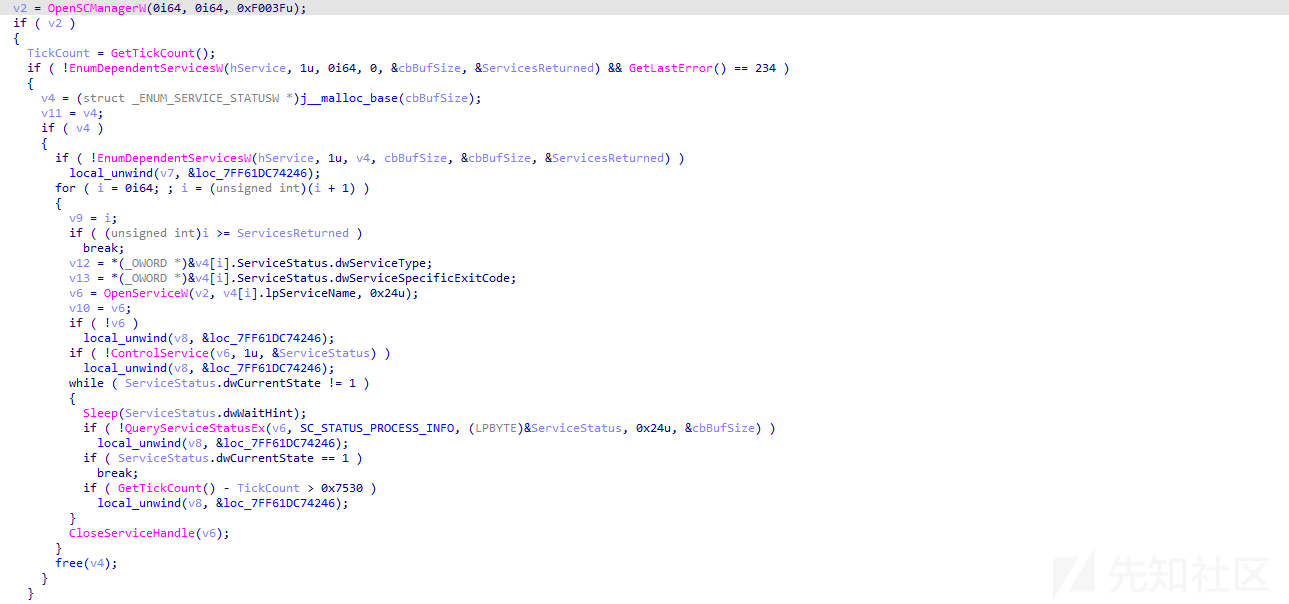 v2 = OpenSCManagerW(0i64, 0i64, 0xF003Fu);
if ( v2 )
{
  TickCount = GetTickCount();
  if ( !EnumDependentServicesW(hService, 1u, 0i64, 0, &cbBufSize, &ServicesReturned) && GetLastError() == 234 )
  {
    v4 = (struct _ENUM_SERVICE_STATUSW *)j__malloc_base(cbBufSize);
    v11 = v4;
    if ( v4 )
    {
      if ( !EnumDependentServicesW(hService, 1u, v4, cbBufSize, &cbBufSize, &ServicesReturned) )
        local_unwind(v7, &loc_7FF61DC74246);
      for ( i = 0i64; ; i = (unsigned int)(i + 1) )
      {
        v9 = i;
        if ( (unsigned int)i >= ServicesReturned )
          break;
        v12 = *(_OWORD *)&v4[i].ServiceStatus.dwServiceType;
        v13 = *(_OWORD *)&v4[i].ServiceStatus.dwServiceSpecificExitCode;
        v6 = OpenServiceW(v2, v4[i].lpServiceName, 0x24u);
        v10 = v6;
        if ( !v6 )
          local_unwind(v8, &loc_7FF61DC74246);
        if ( !ControlService(v6, 1u, &ServiceStatus) )
          local_unwind(v8, &loc_7FF61DC74246);
        while ( ServiceStatus.dwCurrentState != 1 )
        {
          Sleep(ServiceStatus.dwWaitHint);
          if ( !QueryServiceStatusEx(v6, SC_STATUS_PROCESS_INFO, (LPBYTE)&ServiceStatus, 0x24u, &cbBufSize) )
            local_unwind(v8, &loc_7FF61DC74246);
          if ( ServiceStatus.dwCurrentState == 1 )
            break;
          if ( GetTickCount() - TickCount > 0x7530 )
            local_unwind(v8, &loc_7FF61DC74246);
        }
        CloseServiceHandle(v6);
      }
      free(v4);
    }
  }
先知社区